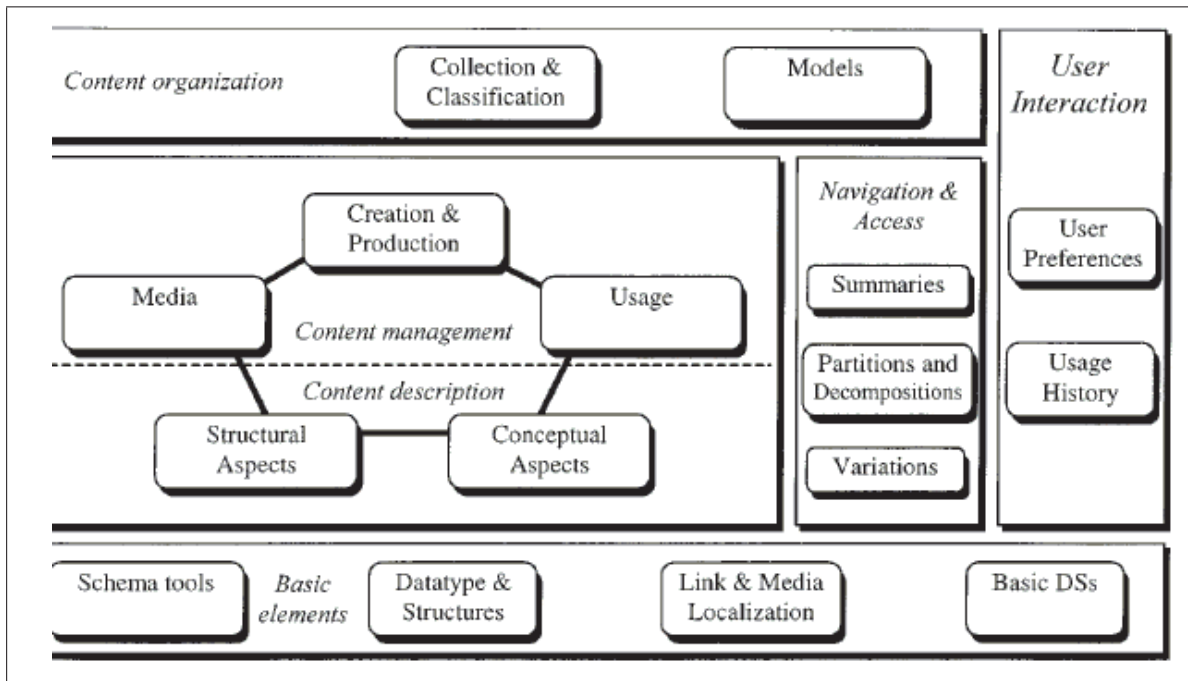 Content organization
Collection &
Classification
Models
User
Interaction
Creation &
Production
Media
Usage
Content management
Content description
Structural
Aspects
Conceptual
Aspects
Navigation &
Access
Summaries
Partitions and
Decompositions
Variations
User
Preferences
Usage
History
Schema tools
Basic
elements
Datatype &
Structures
Link & Media
Localization
Basic DSs